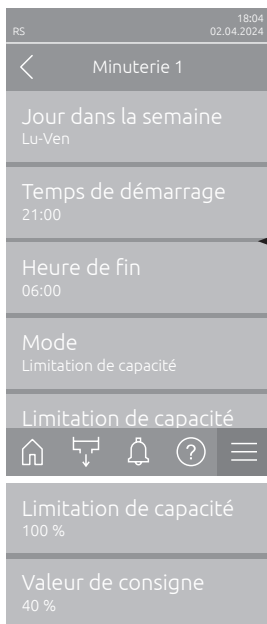 18:04
RS 02.04.2024
Minuterie 1
Jour dans la semaine
Lu-Ven
Temps de démarrage
21:00
Heure de fin
06:00
Mode
Limitation de capacité
Limitation de capacité
Limitation de capacité
100 %
Valeur de consigne
40 %